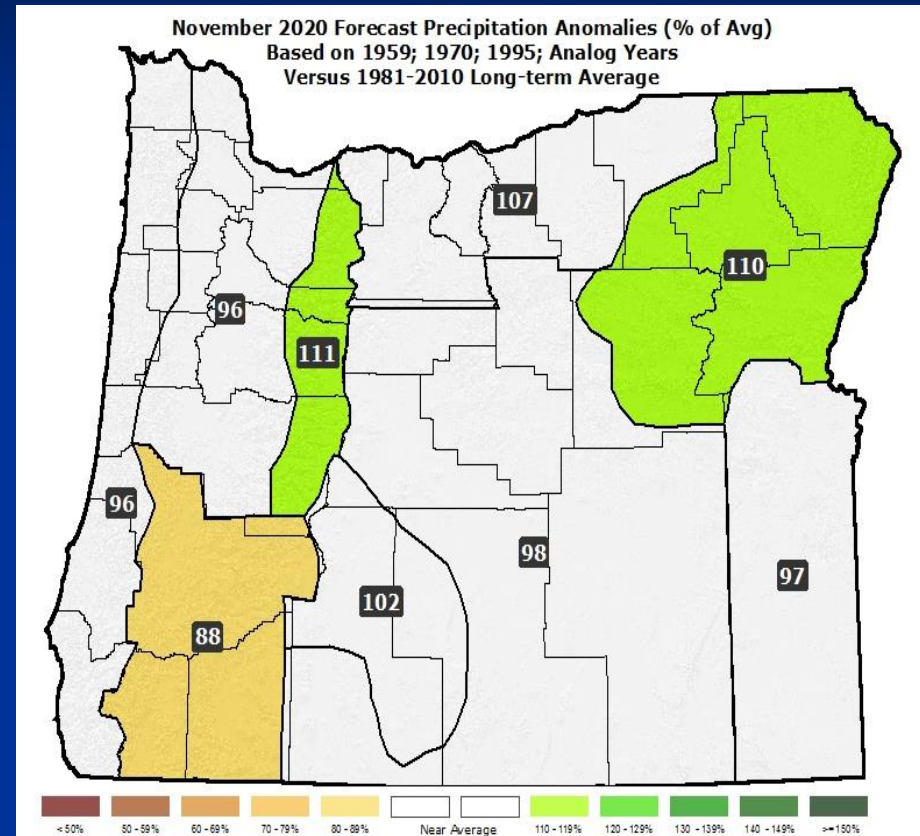 November 2020 Forecast Precipitation Anomalies (% of Avg)
Based on 1959; 1970; 1995; Analog Years
Versus 1981-2010 Long-term Average
107
110
96
111
96
98
97
102
88
<50%
50 - 59%
60 - 69%
70 - 79%
80 - 89%
Near Average
110 - 119%
120 - 129%
130 - 139%
140 - 149%
>=150%